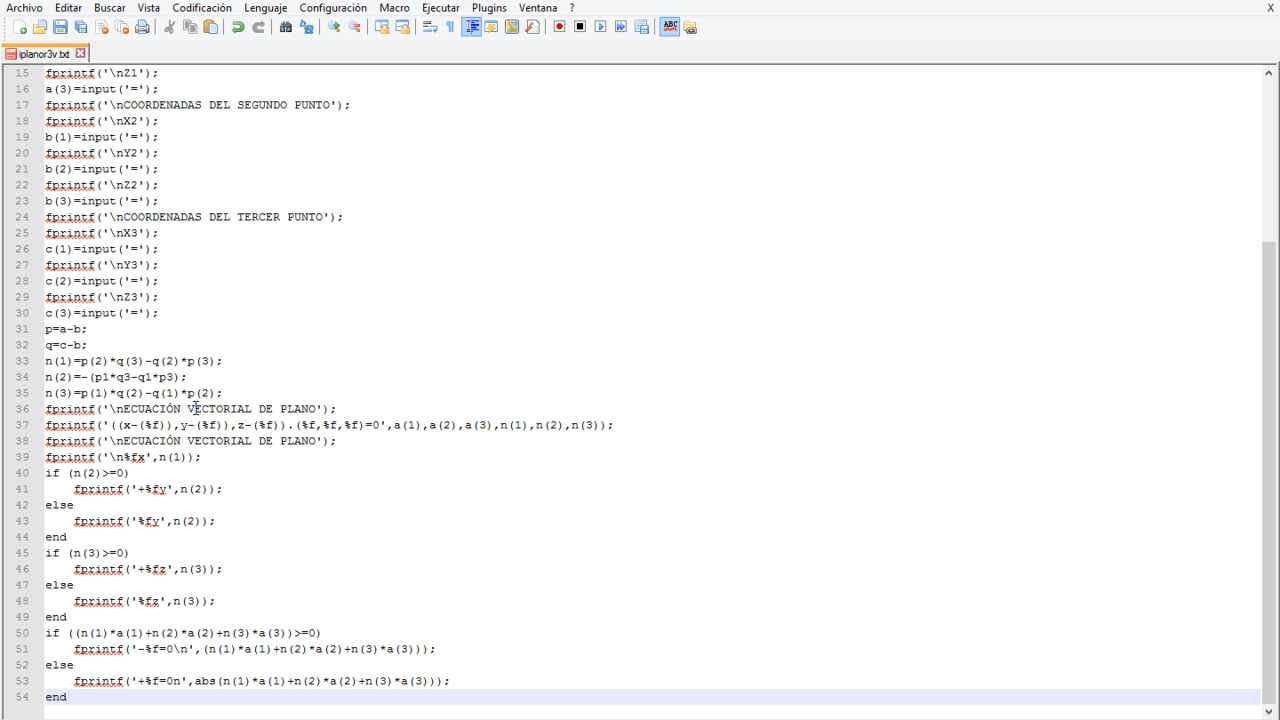 Archivo Editar Buscar Vista Codificación Lenguaje Configuración Macro Ejecutar Plugins Ventana ? X
iplanor3v.txt
15 fprintf('\nZ1');
16 a(3)=input('=');
17 fprintf('\nCOORDENADAS DEL SEGUNDO PUNTO');
18 fprintf('\nX2');
19 b(1)=input('=');
20 fprintf('\nY2');
21 b(2)=input('=');
22 fprintf('\nZ2');
23 b(3)=input('=');
24 fprintf('\nCOORDENADAS DEL TERCER PUNTO');
25 fprintf('\nX3');
26 c(1)=input('=');
27 fprintf('\nY3');
28 c(2)=input('=');
29 fprintf('\nZ3');
30 c(3)=input('=');
31 p=a-b;
32 q=c-b;
33 n(1)=p(2)*q(3)-q(2)*p(3);
34 n(2)=-(p1*q3-q1*p3);
35 n(3)=p(1)*q(2)-q(1)*p(2);
36 fprintf('\nECUACIÓN VECTORIAL DE PLANO');
37 fprintf('((x-(%f)),y-(%f)),z-(%f)).(%f,%f,%f)=0',a(1),a(2),a(3),n(1),n(2),n(3));
38 fprintf('\nECUACIÓN VECTORIAL DE PLANO');
39 fprintf('\n%fx',n(1));
40 if (n(2)>=0)
41 fprintf('+%fy',n(2));
42 else
43 fprintf('%fy',n(2));
44 end
45 if (n(3)>=0)
46 fprintf('+%fz',n(3));
47 else
48 fprintf('%fz',n(3));
49 end
50 if ((n(1)*a(1)+n(2)*a(2)+n(3)*a(3))>=0)
51 fprintf('-%f=0\n',(n(1)*a(1)+n(2)*a(2)+n(3)*a(3)));
52 else
53 fprintf('+%f=0n',abs(n(1)*a(1)+n(2)*a(2)+n(3)*a(3)));
54 end